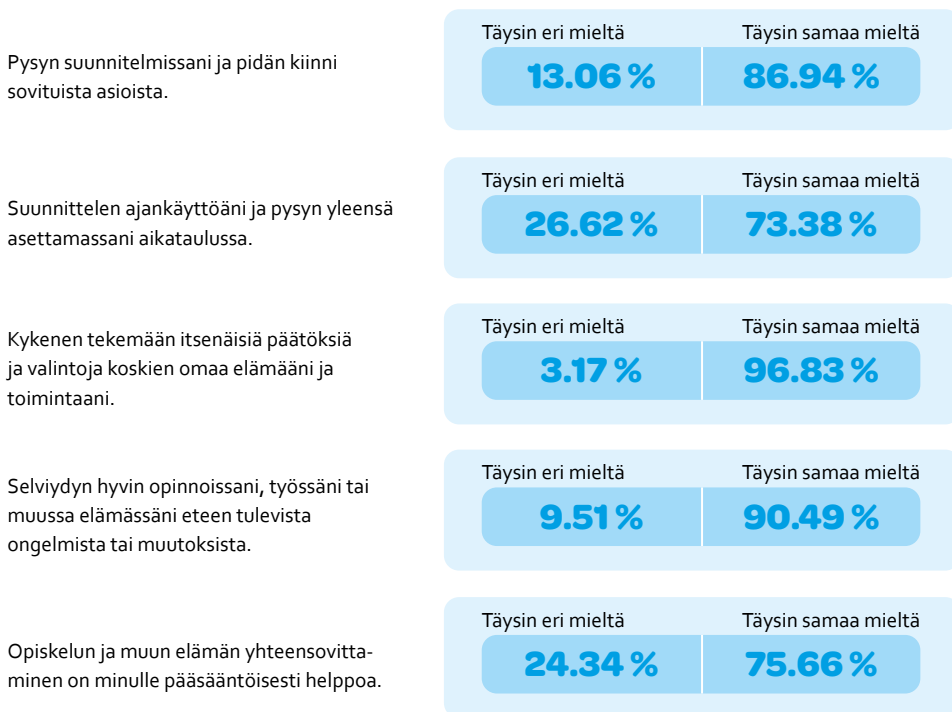 Pysyn suunnitelmissani ja pidän kiinni
sovituista asioista.
Täysin eri mieltä Täysin samaa mieltä
13.06 % 86.94 %
Suunnittelen ajankäyttöäni ja pysyn yleensä
asettamassani aikataulussa.
Täysin eri mieltä Täysin samaa mieltä
26.62 % 73.38 %
Kykenen tekemään itsenäisiä päätöksiä
ja valintoja koskien omaa elämääni ja
toimintaani.
Täysin eri mieltä Täysin samaa mieltä
3.17 % 96.83 %
Selviydyn hyvin opinnoissani, työssäni tai
muussa elämässäni eteen tulevista
ongelmista tai muutoksista.
Täysin eri mieltä Täysin samaa mieltä
9.51 % 90.49 %
Opiskelun ja muun elämän yhteensovitta-
minen on minulle pääsääntöisesti helppoa.
Täysin eri mieltä Täysin samaa mieltä
24.34 % 75.66 %